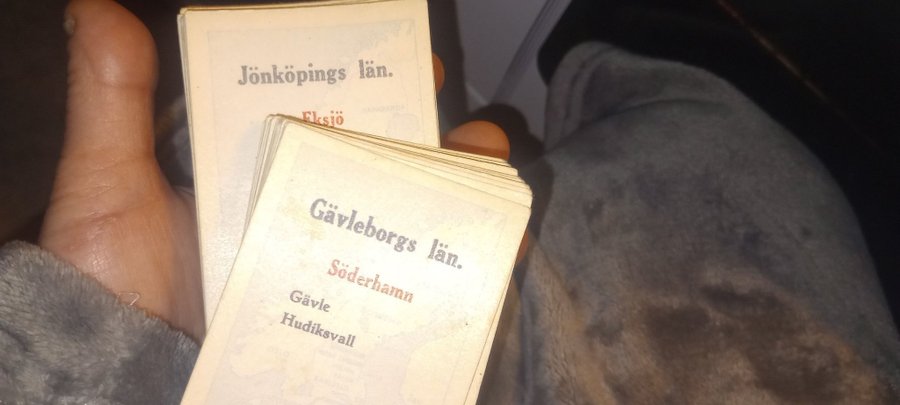 Jönköpings län.
Eksjö
Gävleborgs län.
Söderhamn
Gävle
Hudiksvall